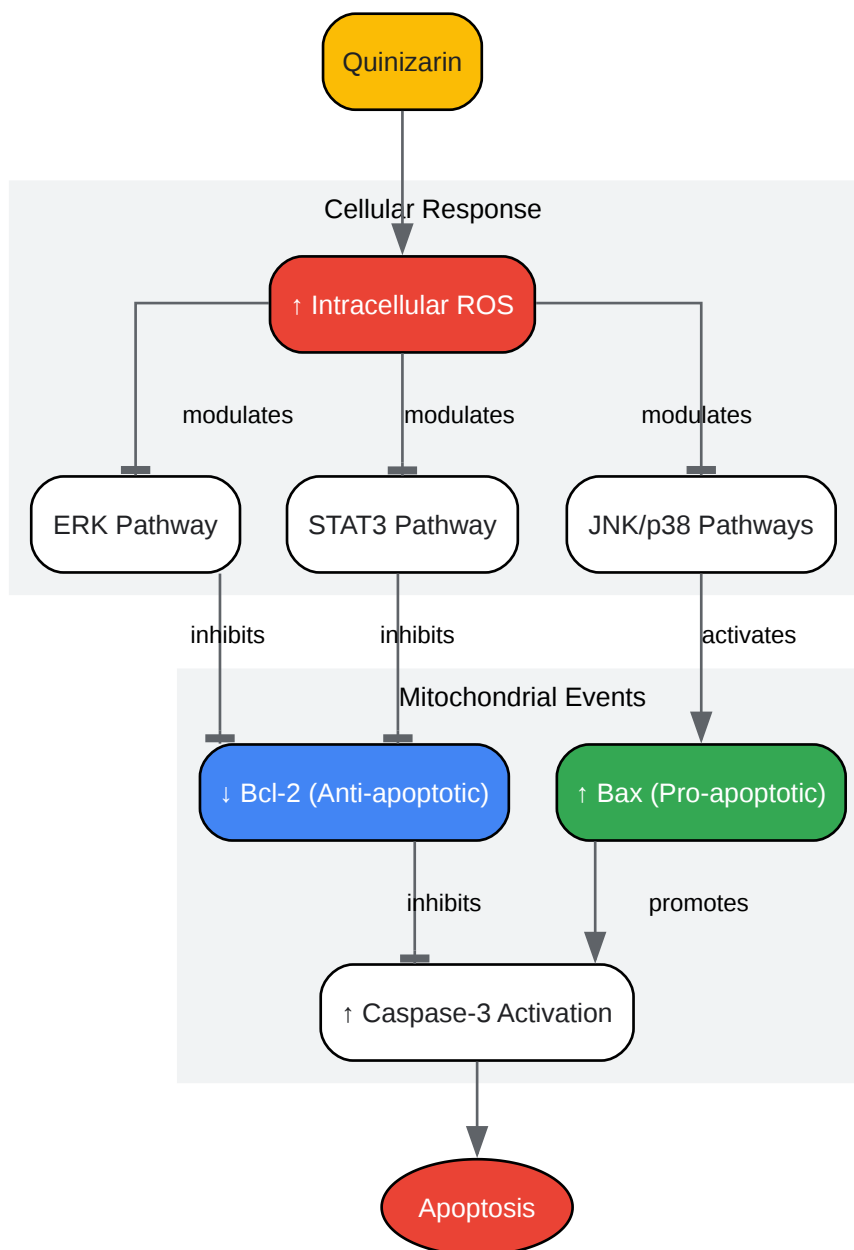 Quinizarin
Cellular Response
↑ Intracellular ROS
modulates
modulates
modulates
ERK Pathway
STAT3 Pathway
JNK/p38 Pathways
inhibits
inhibits
activates
Mitochondrial Events
↓ Bcl-2 (Anti-apoptotic)
↑ Bax (Pro-apoptotic)
inhibits
promotes
↑ Caspase-3 Activation
Apoptosis